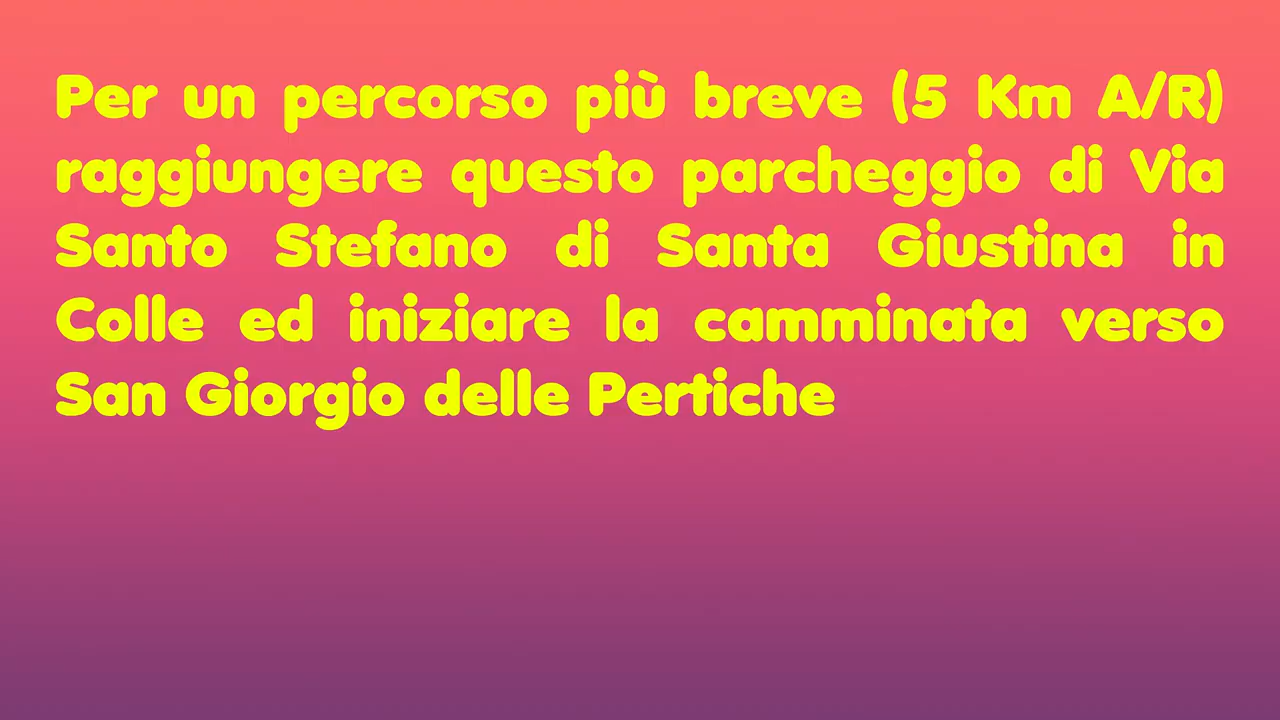 Per un percorso più breve (5 Km A/R)
raggiungere questo parcheggio di Via
Santo Stefano di Santa Giustina in
Colle ed iniziare la camminata verso
San Giorgio delle Pertiche